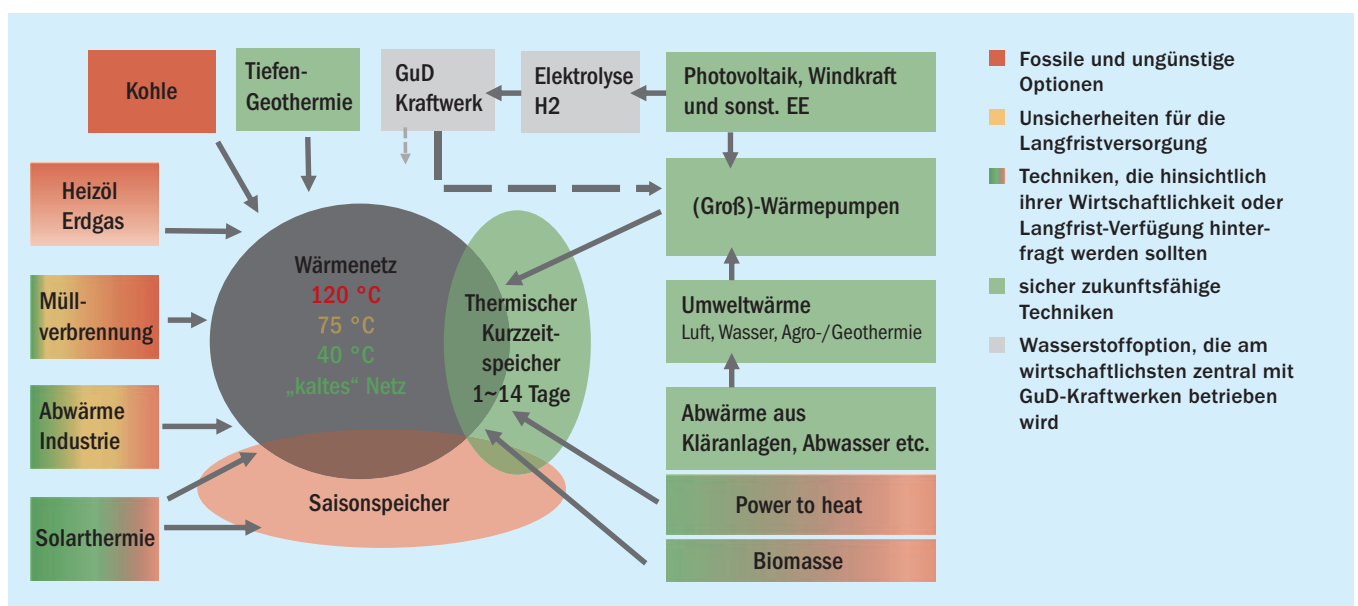 Kohle
Tiefen-
Geothermie
GuD
Kraftwerk
Elektrolyse
H2
Photovoltaik, Windkraft
und sonst. EE
Heizöl
Erdgas
Müll-
verbrennung
Abwärme
Industrie
Solarthermie
Wärmenetz
120 °C
75 °C
40 °C
„kaltes“ Netz
Thermischer
Kurzzeit-
speicher
1~14 Tage
Saisonspeicher
(Groß)-Wärmepumpen
Umweltwärme
Luft, Wasser, Agro-/Geothermie
Abwärme aus
Kläranlagen, Abwasser etc.
Power to heat
Biomasse
Fossile und ungünstige
Optionen
Unsicherheiten für die
Langfristversorgung
Techniken, die hinsichtlich
ihrer Wirtschaftlichkeit oder
Langfrist-Verfügung hinter-
fragt werden sollten
sicher zukunftsfähige
Techniken
Wasserstoffoption, die am
wirtschaftlichsten zentral mit
GuD-Kraftwerken betrieben
wird